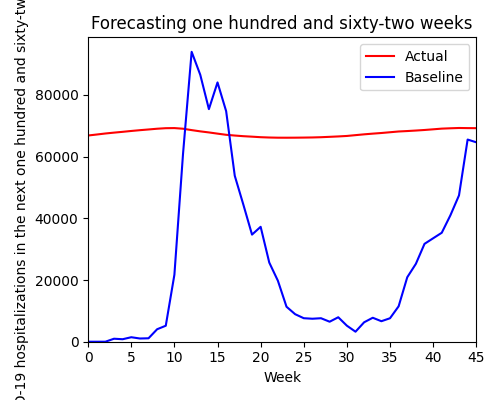 Forecasting one hundred and sixty-two weeks
Actual
Baseline
-19 hospitalizations in the next one hundred and sixty-tw
80000
60000
40000
20000
0
0 5 10 15 20 25 30 35 40 45
Week